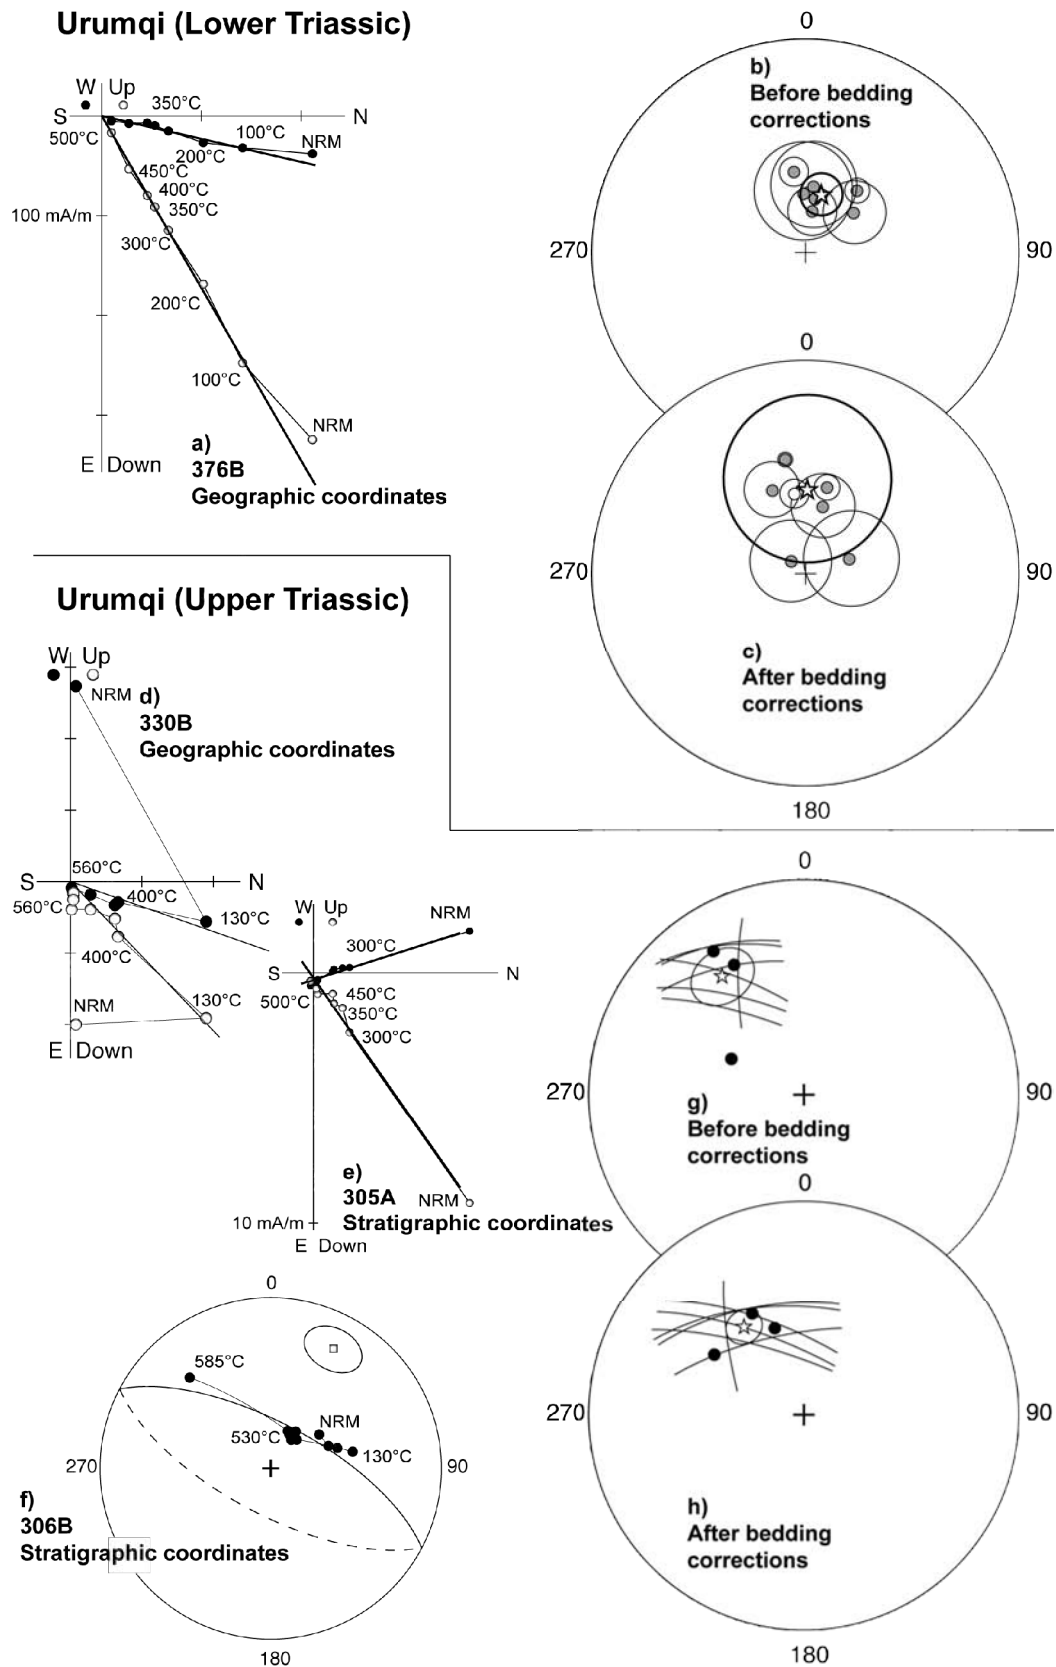 Urumqi (Lower Triassic)
W Up
350°C
S
N
500°C
100°C
NRM
200°C
450°C
400°C
350°C
100 mA/m
300°C
200°C
100°C
NRM
a)
E Down
376B
Geographic coordinates
0
b)
Before bedding
corrections
270
90
0
270
90
c)
After bedding
corrections
180
Urumqi (Upper Triassic)
W Up
NRM
d)
330B
Geographic coordinates
560°C
S
N
400°C
560°C
130°C
400°C
NRM
130°C
E Down
W Up
NRM
300°C
S
N
500°C
450°C
350°C
300°C
e)
305A
NRM
10 mA/m
Stratigraphic coordinates
E Down
0
585°C
NRM
530°C
130°C
270
90
f)
306B
Stratigraphic coordinates
180
0
270
90
g)
Before bedding
corrections
0
270
90
h)
After bedding
corrections
180